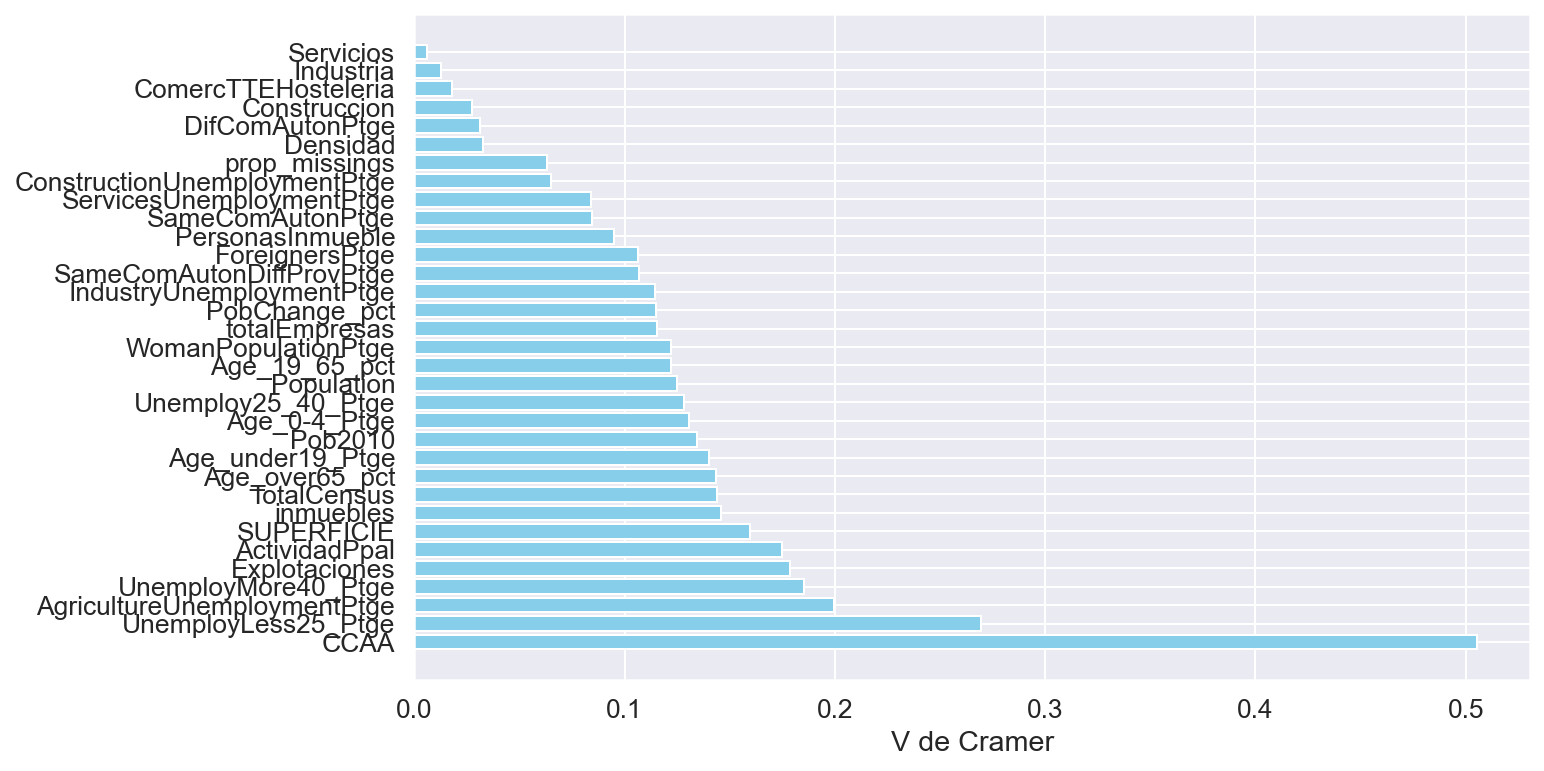 Servicios
Industria
ComercTTEHosteleria
Construccion
DifComAutonPtge
Densidad
prop_missings
ConstructionUnemploymentPtge
ServicesUnemploymentPtge
SameComAutonPtge
PersonasInmueble
ForeignersPtge
SameComAutonDiffProvPtge
IndustryUnemploymentPtge
PobChange_pct
totalEmpresas
WomanPopulationPtge
Age_19_65_pct
Population
Unemploy25_40_Ptge
Age_0-4_Ptge
Pob2010
Age_under19_Ptge
Age_over65_pct
TotalCensus
inmuebles
SUPERFICIE
ActividadPpal
Explotaciones
UnemployMore40_Ptge
AgricultureUnemploymentPtge
UnemployLess25_Ptge
CCAA
0.0 0.1 0.2 0.3 0.4 0.5
V de Cramer